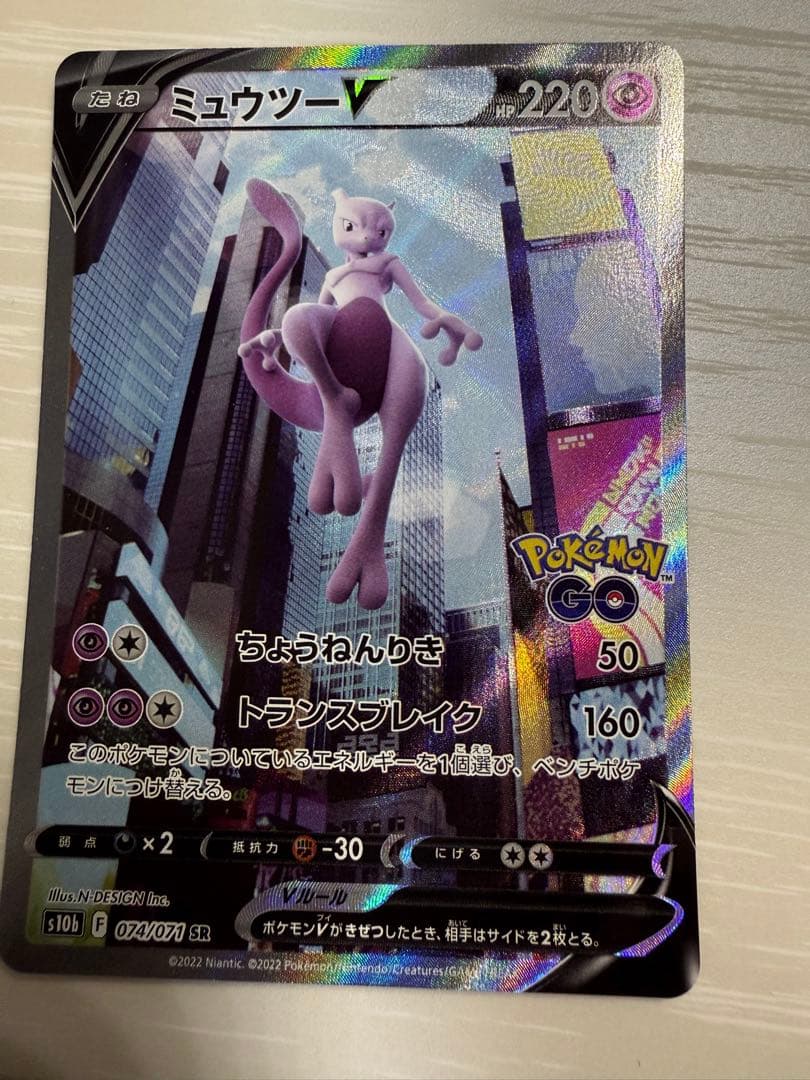 たね ミュウツーV HP220
POKéMON™
GO
ちょうねんりき 50
トランスブレイク 160
このポケモンについているエネルギーを1個選び、ベンチポケ
モンにつけ替える。
弱点 ×2 抵抗力 -30 にげる
Illus. N-DESIGN Inc.
Vルール
s10b F 074/071 SR
ポケモンVがきぜつしたとき、相手はサイドを2枚とる。
©2022 Niantic. ©2022 Pokémon/Nintendo/Creatures/GAME FREAK